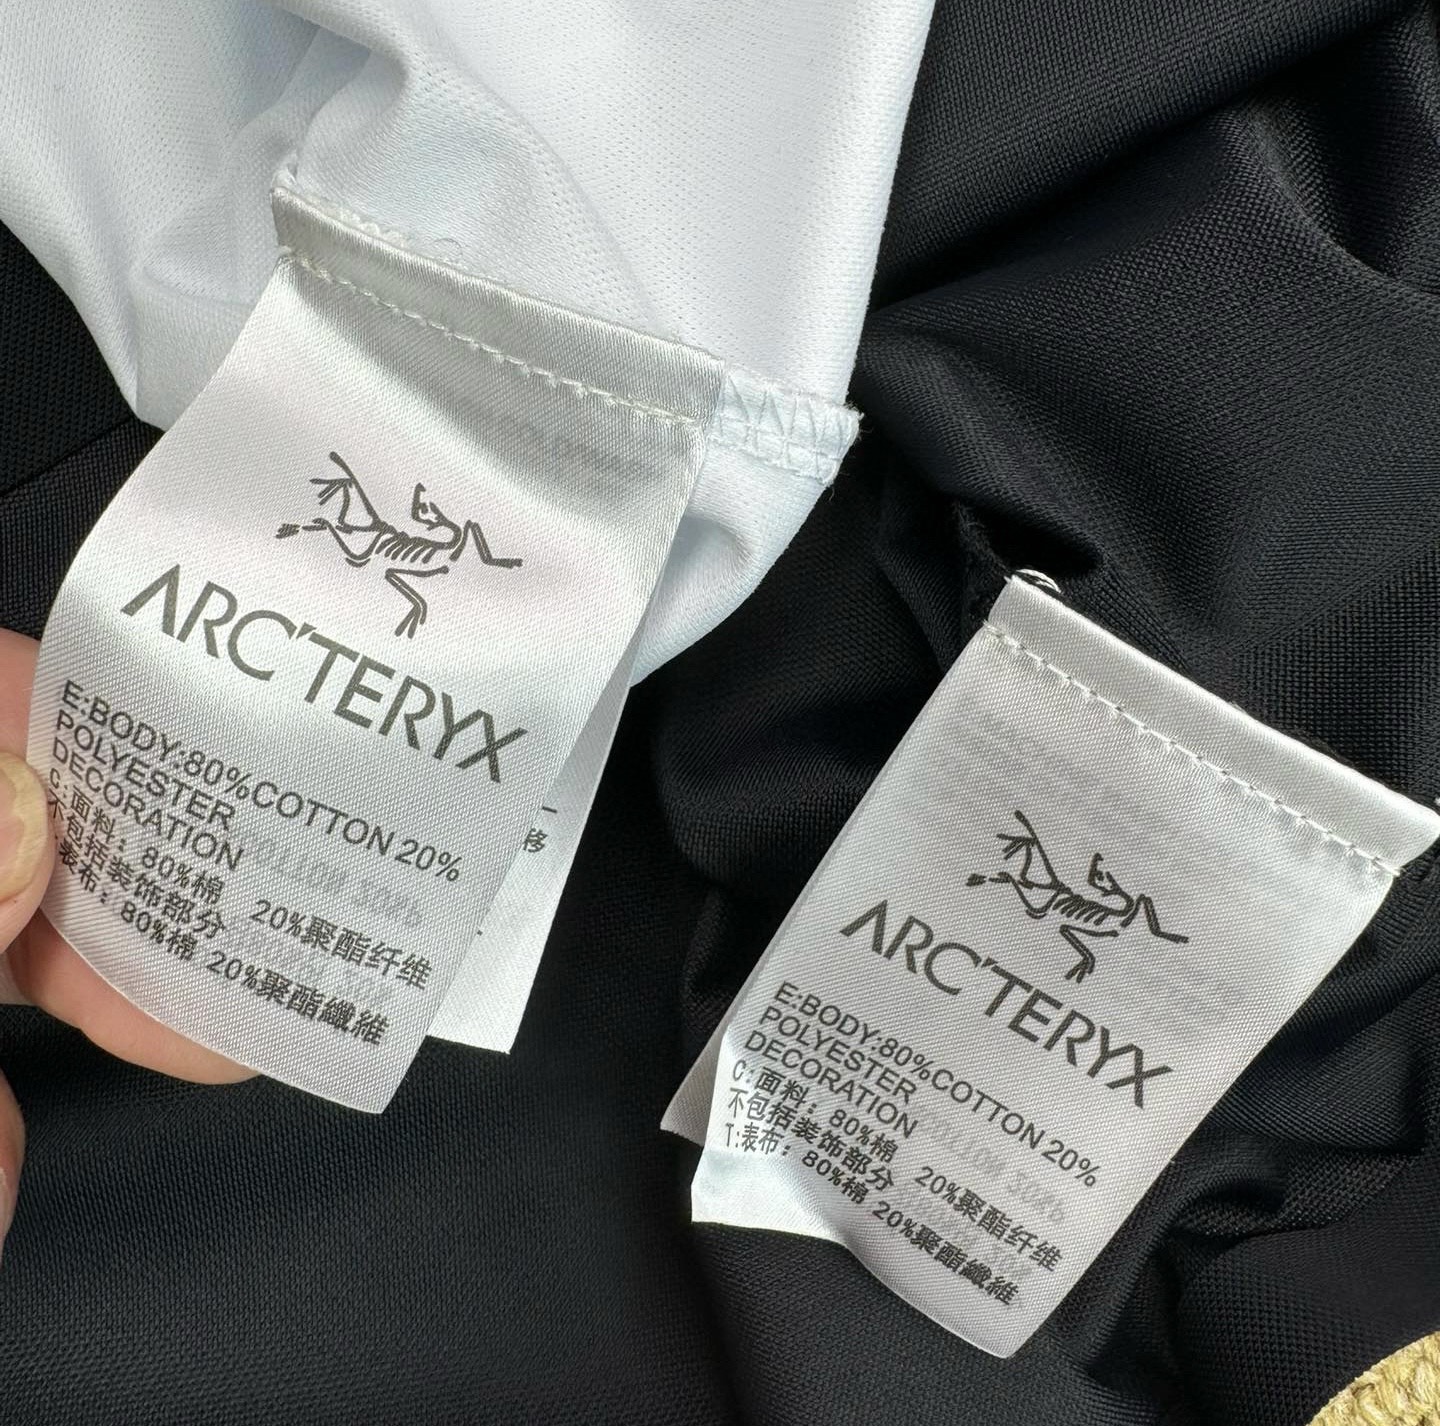 ARC'TERYX
E:BODY:80%COTTON 20%
POLYESTER
DECORATION
C:面料：80%棉 20%聚酯纤维
不包括装饰部分
表布：80%棉 20%聚酯纖維
移
ARC'TERYX
E:BODY:80%COTTON 20%
POLYESTER
DECORATION
C:面料：80%棉 20%聚酯纤维
不包括装饰部分
T:表布：80%棉 20%聚酯纖維